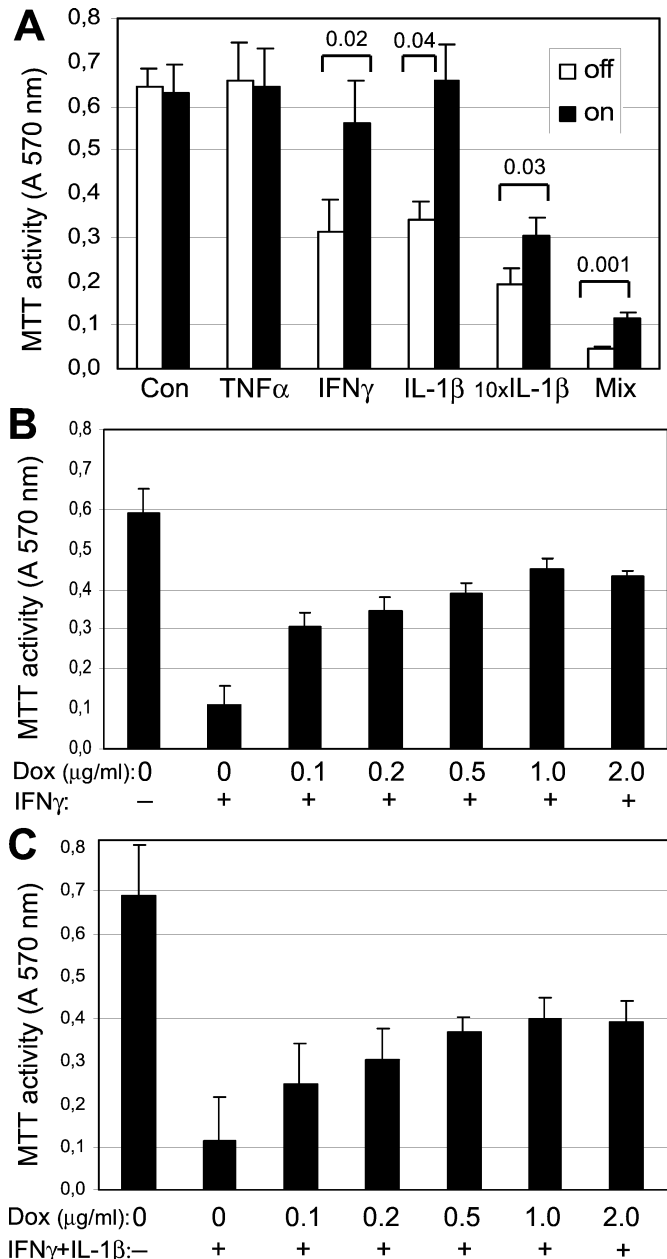 A
MTT activity (A 570 nm)
0,8
0,7
0,6
0,5
0,4
0,3
0,2
0,1
0,0
0.02
0.04
0.03
0.001
off
on
Con TNFα IFNγ IL-1β 10xIL-1β Mix
B
MTT activity (A 570 nm)
0,8
0,7
0,6
0,5
0,4
0,3
0,2
0,1
0,0
Dox (μg/ml): 0 0 0.1 0.2 0.5 1.0 2.0
IFNγ: – + + + + + +
C
MTT activity (A 570 nm)
0,8
0,7
0,6
0,5
0,4
0,3
0,2
0,1
Dox (μg/ml): 0 0 0.1 0.2 0.5 1.0 2.0
IFNγ+IL-1β: – + + + + + +